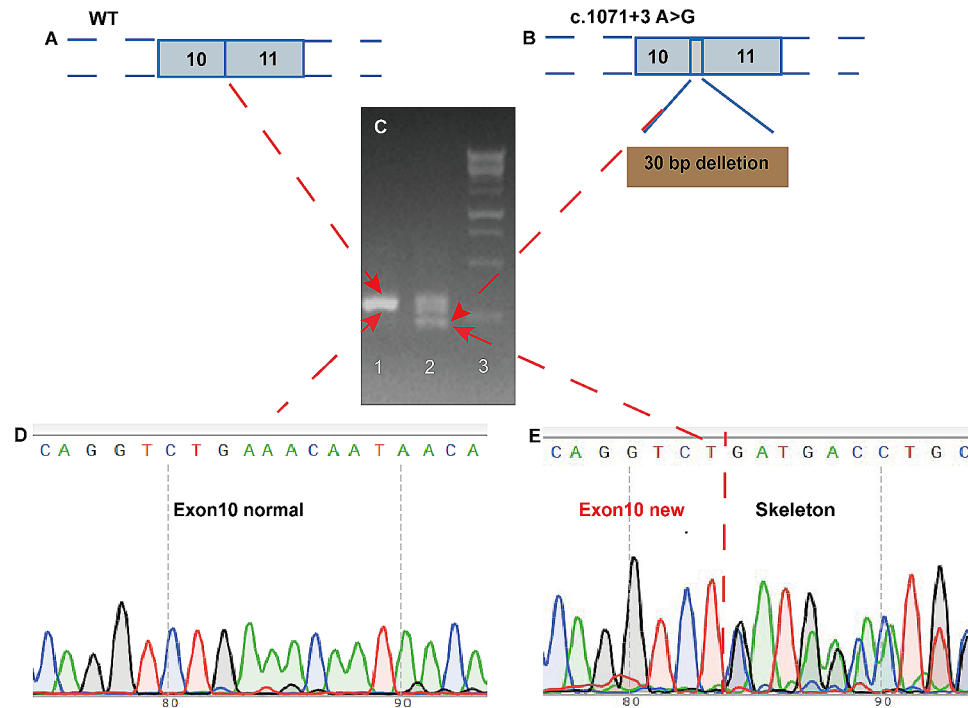 WT
A
10 11
c.1071+3 A>G
B
10 11
30 bp delletion
C
1 2 3
D
C A G G T C T G A A A C A A T A A C A
Exon10 normal
80 90
E
C A G G T C T G A T G A C C T G C
Exon10 new Skeleton
80 90